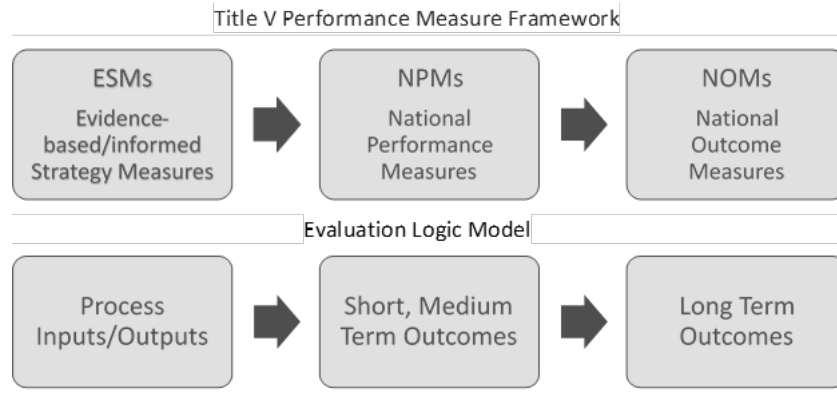 Title V Performance Measure Framework
ESMs
Evidence-
based/informed
Strategy Measures
NPMs
National
Performance
Measures
NOMs
National
Outcome
Measures
Evaluation Logic Model
Process
Inputs/Outputs
Short, Medium
Term Outcomes
Long Term
Outcomes